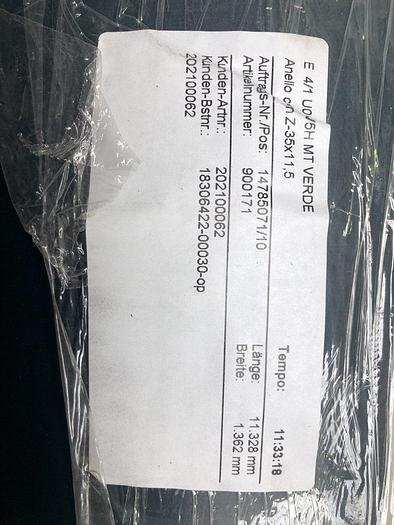 E 4/1 U0/5H MT VERDE
Anello con Z-35x11,5
Tempo: 11:33:18
Auftrags-Nr./Pos: 14785071/10
Länge: 11.328 mm
Artikelnummer: 900171
Breite: 1.362 mm
Kunden-Artnr.: 202100062
Kunden-Bstnr.: 18306422-00030-op
202100062